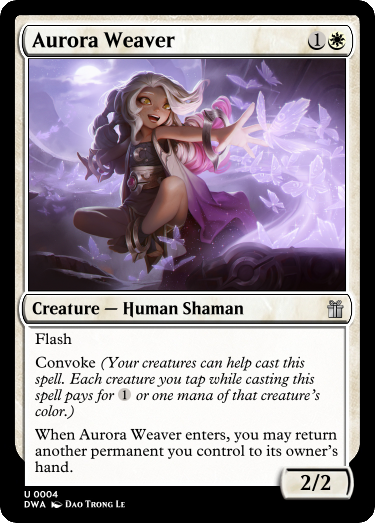 Aurora Weaver 1
Creature — Human Shaman
Flash
Convoke (Your creatures can help cast this
spell. Each creature you tap while casting this
spell pays for 1 or one mana of that creature's
color.)
When Aurora Weaver enters, you may return
another permanent you control to its owner's
hand.
2/2
U 0004
DWA Dao Trong Le